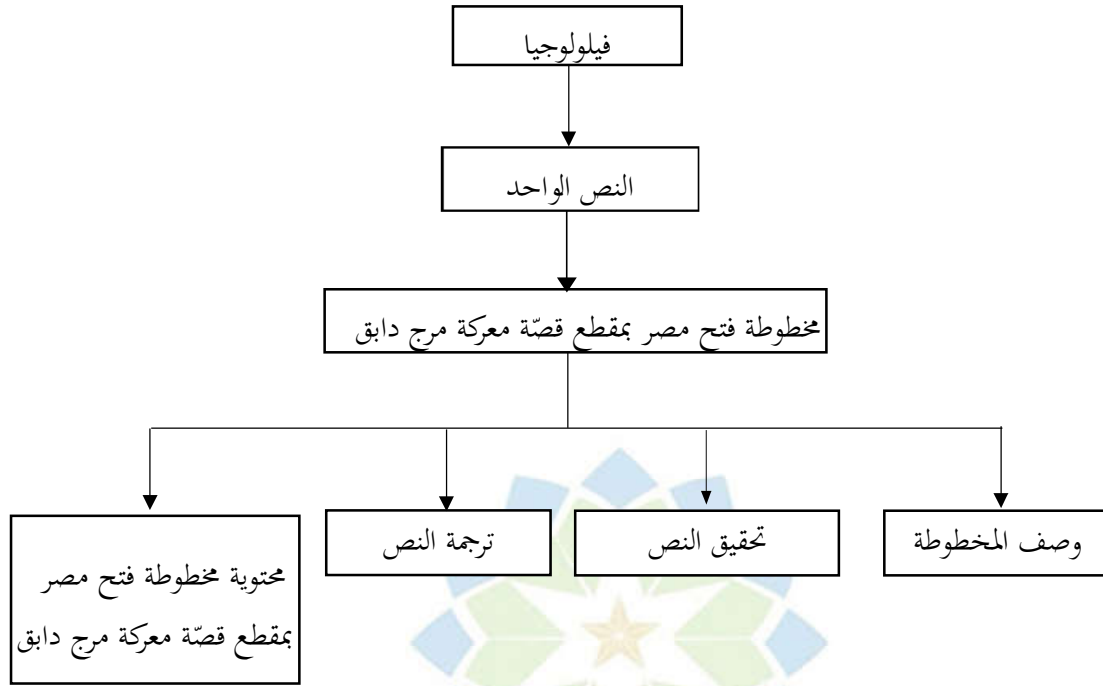 فيلولوجيا
النص الواحد
مخطوطة فتح مصر بمقطع قصّة معركة مرج دابق
وصف المخطوطة
تحقيق النص
ترجمة النص
محتوية مخطوطة فتح مصر
بمقطع قصّة معركة مرج دابق